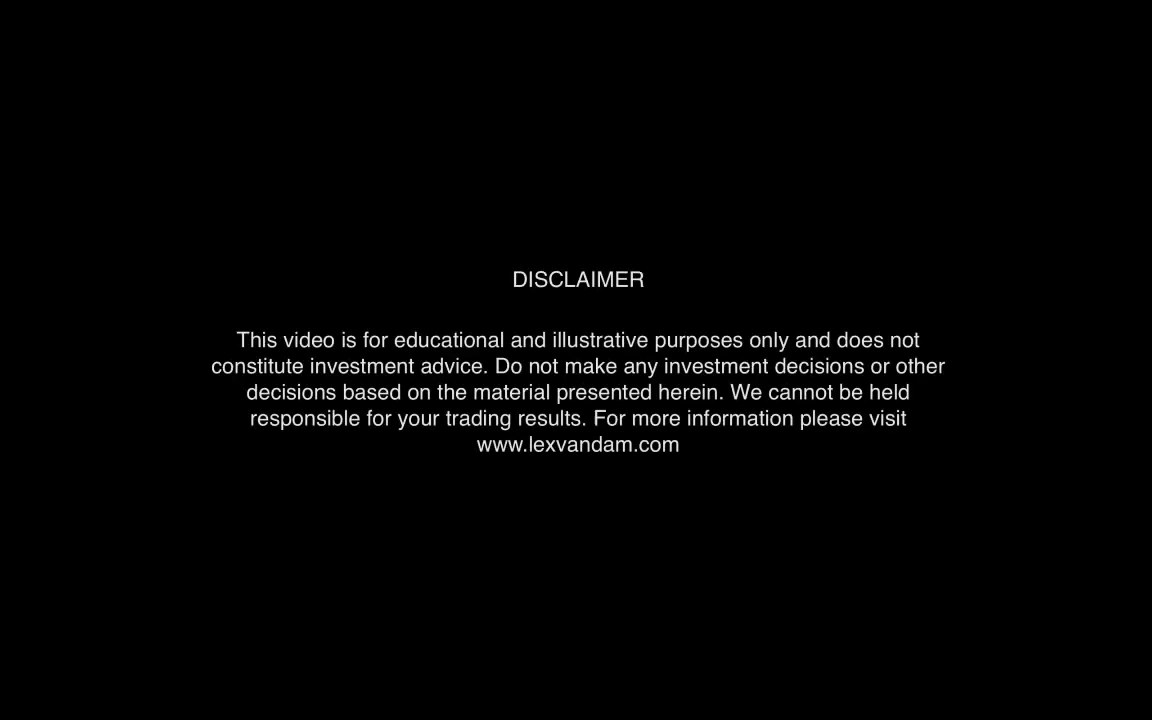 DISCLAIMER
This video is for educational and illustrative purposes only and does not
constitute investment advice. Do not make any investment decisions or other
decisions based on the material presented herein. We cannot be held
responsible for your trading results. For more information please visit
www.lexvandam.com